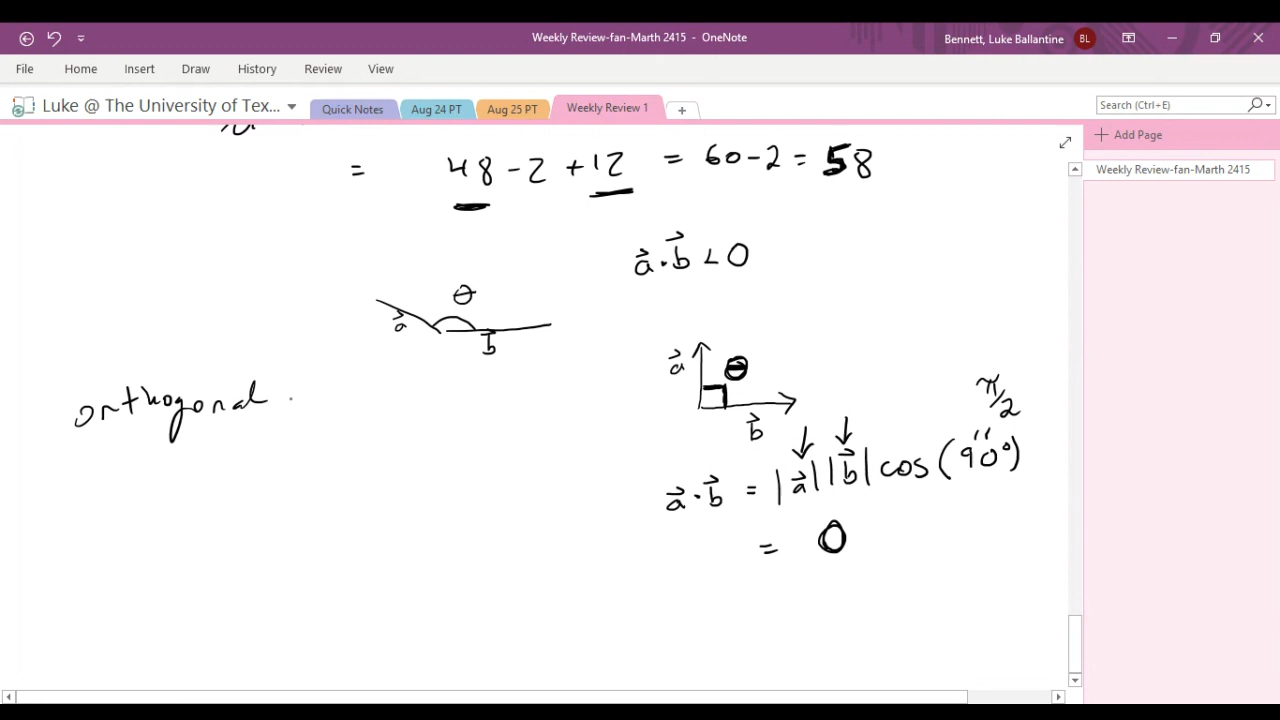 Weekly Review-fan-Marth 2415 - OneNote
Bennett, Luke Ballantine BL
File Home Insert Draw History Review View
Luke @ The University of Tex... Quick Notes Aug 24 PT Aug 25 PT Weekly Review 1 Search (Ctrl+E)
Add Page
Weekly Review-fan-Marth 2415
= 48 - 2 + 12 = 60 - 2 = 58
a⃗ · b⃗ < 0
θ
a⃗
b⃗
a⃗ θ
b⃗
orthogonal
π/2
"
a⃗ · b⃗ = |a⃗||b⃗| cos(90°)
= 0